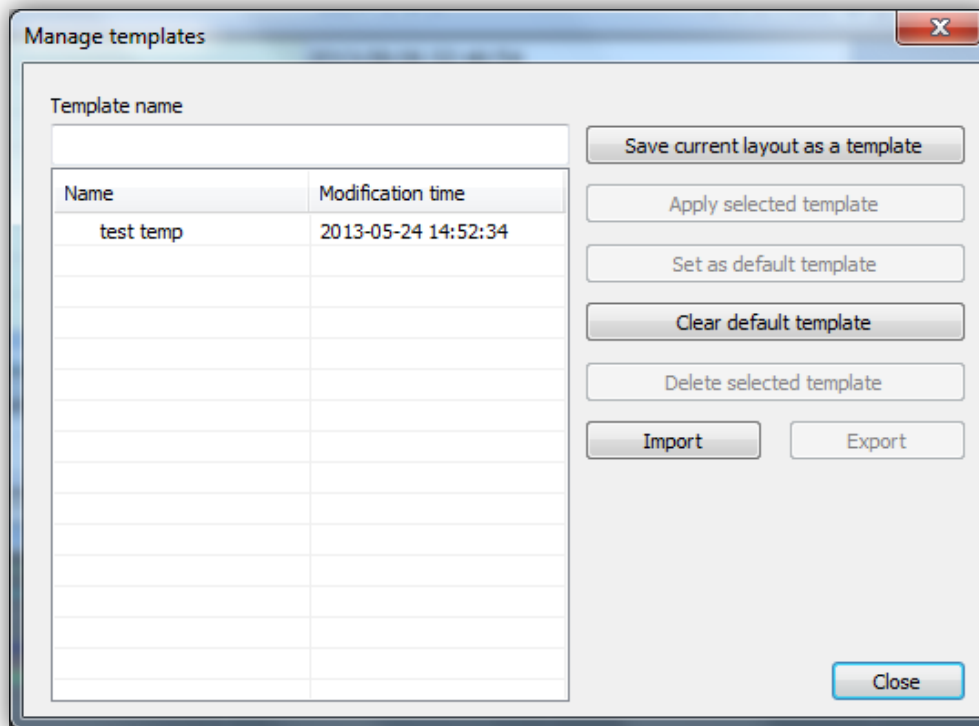 Manage templates
Template name
Save current layout as a template
Name Modification time
Apply selected template
test temp 2013-05-24 14:52:34
Set as default template
Clear default template
Delete selected template
Import Export
Close